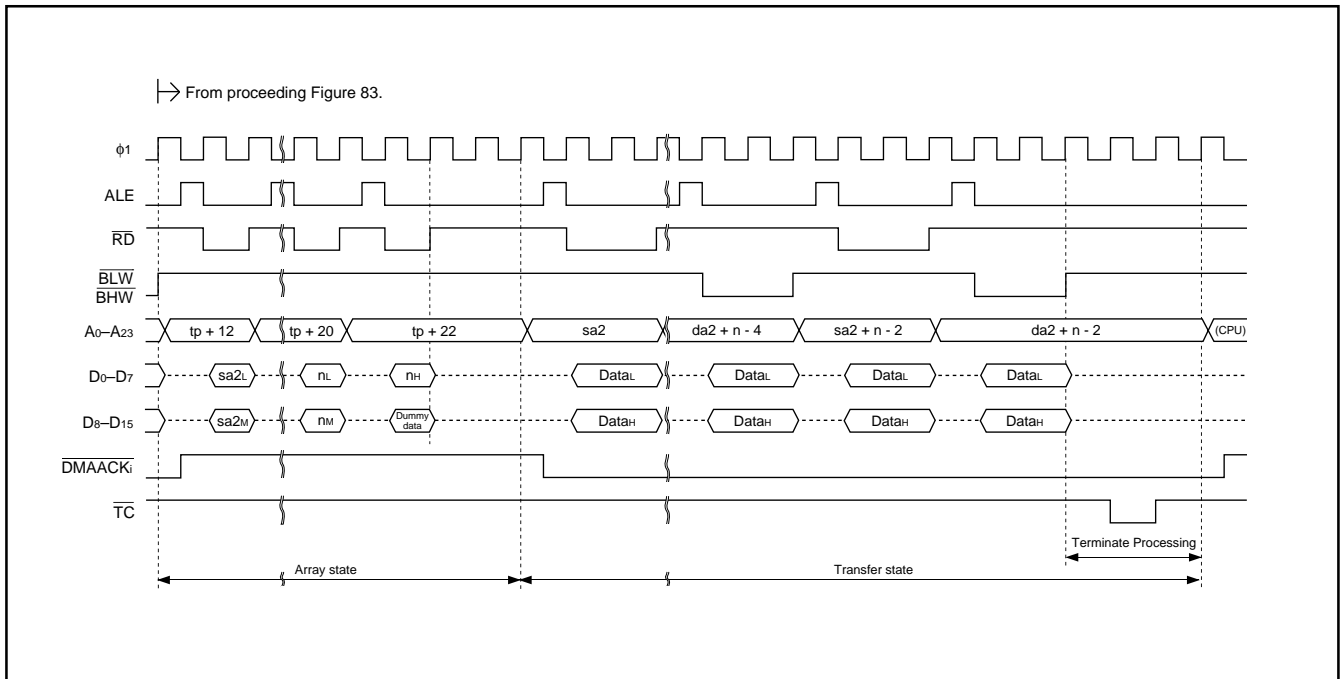 From proceeding Figure 83.
ϕ1
ALE
RD
BLW
BHW
A0–A23 tp + 12 tp + 20 tp + 22 sa2 da2 + n - 4 sa2 + n - 2 da2 + n - 2 (CPU)
D0–D7 sa2L nL nH DataL DataL DataL DataL
D8–D15 sa2M nM Dummy data DataH DataH DataH DataH
DMAACKi
TC
Terminate Processing
Array state Transfer state